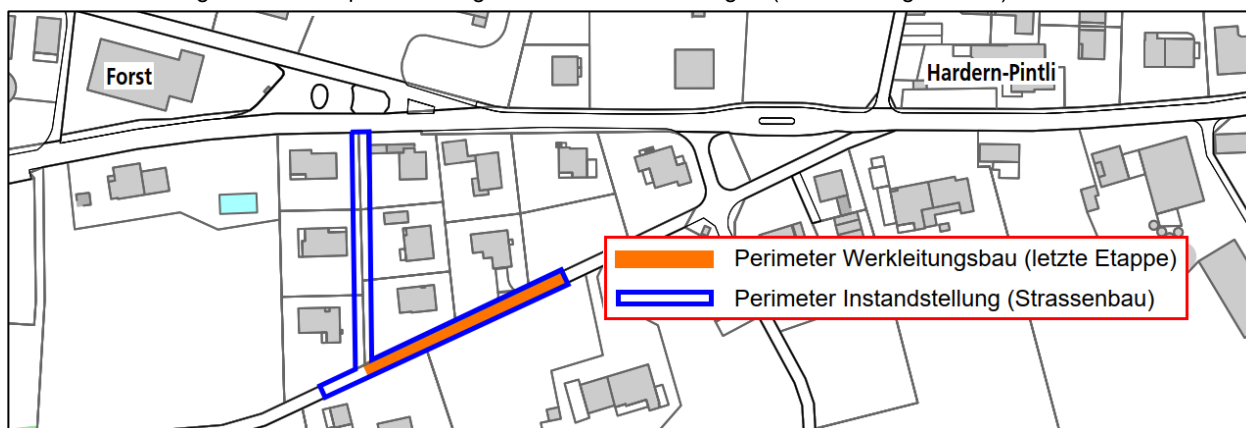 Forst
Hardern-Pintli
Perimeter Werkleitungsbau (letzte Etappe)
Perimeter Instandstellung (Strassenbau)